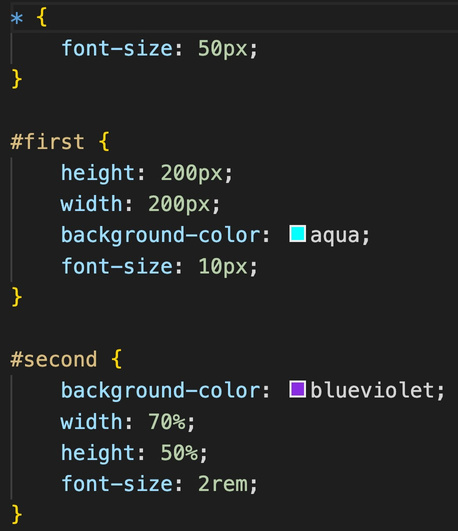 * {
    font-size: 50px;
}

#first {
    height: 200px;
    width: 200px;
    background-color: aqua;
    font-size: 10px;
}

#second {
    background-color: blueviolet;
    width: 70%;
    height: 50%;
    font-size: 2rem;
}